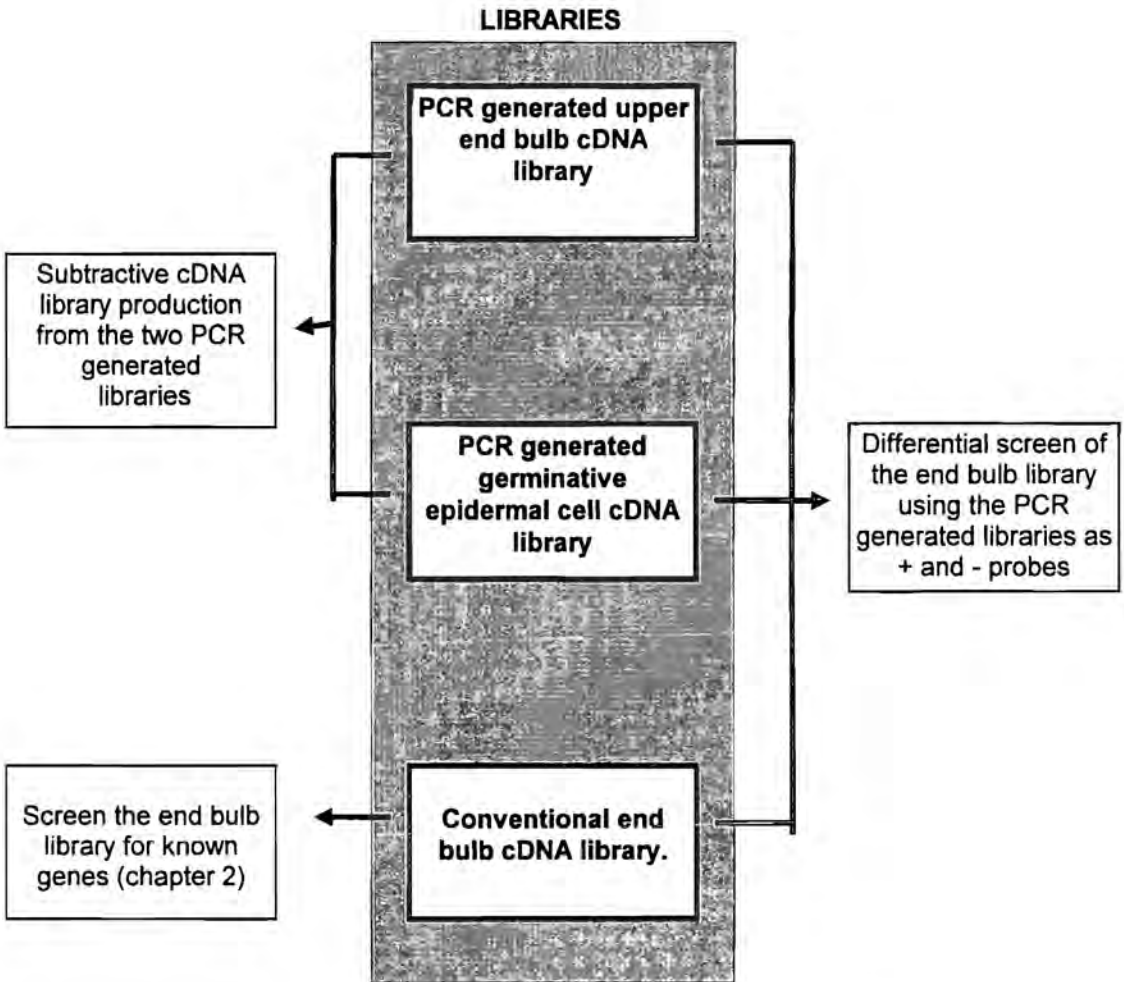 LIBRARIES
PCR generated upper
end bulb cDNA
library
Subtractive cDNA
library production
from the two PCR
generated
libraries
PCR generated
germinative
epidermal cell cDNA
library
Differential screen of
the end bulb library
using the PCR
generated libraries as
+ and - probes
Screen the end bulb
library for known
genes (chapter 2)
Conventional end
bulb cDNA library.